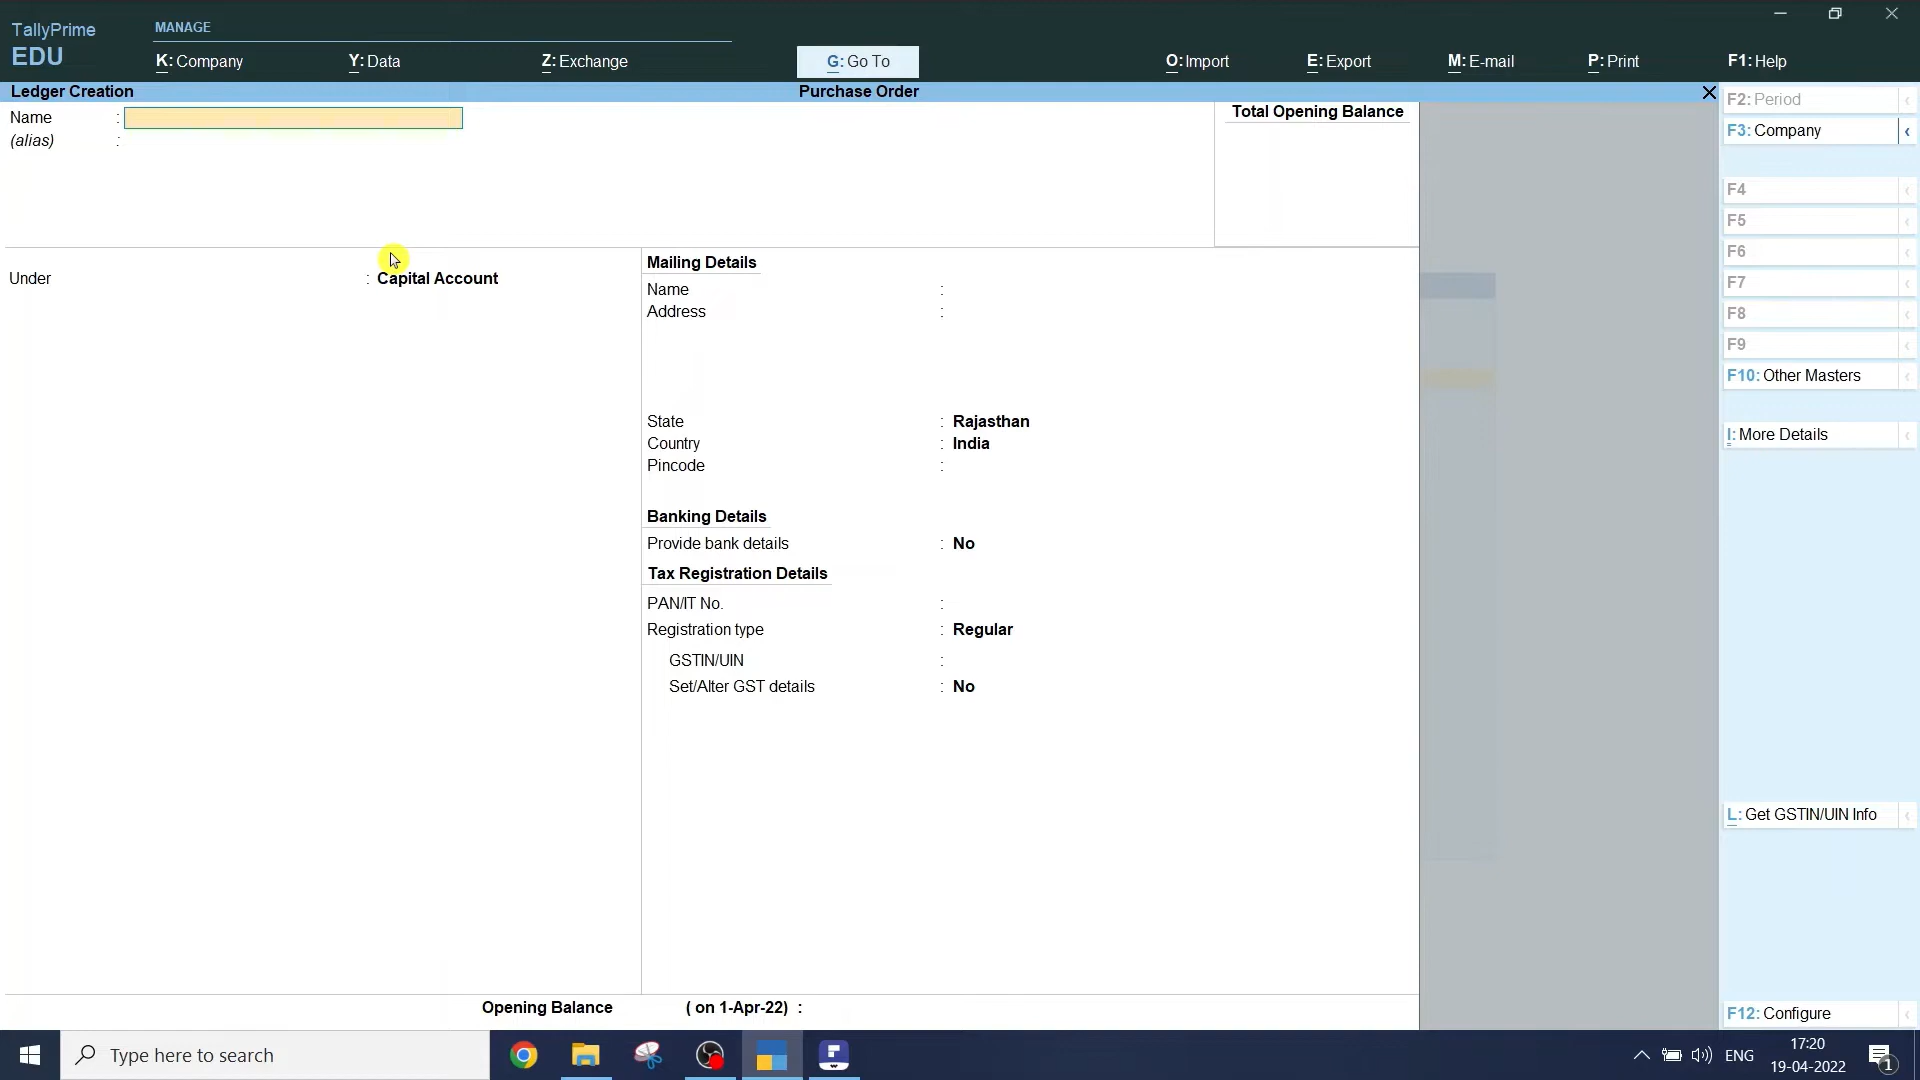 TallyPrime
EDU
MANAGE
K: Company
Y: Data
Z: Exchange
G: Go To
O: Import
E: Export
M: E-mail
P: Print
F1: Help
Ledger Creation
Purchase Order
Name :
(alias) :
Total Opening Balance
Under : Capital Account
Mailing Details
Name :
Address :
State : Rajasthan
Country : India
Pincode :
Banking Details
Provide bank details : No
Tax Registration Details
PAN/IT No. :
Registration type : Regular
GSTIN/UIN :
Set/Alter GST details : No
Opening Balance ( on 1-Apr-22) :
F2: Period
F3: Company
F4
F5
F6
F7
F8
F9
F10: Other Masters
I: More Details
L: Get GSTIN/UIN Info
F12: Configure
Type here to search
ENG
17:20
19-04-2022
1